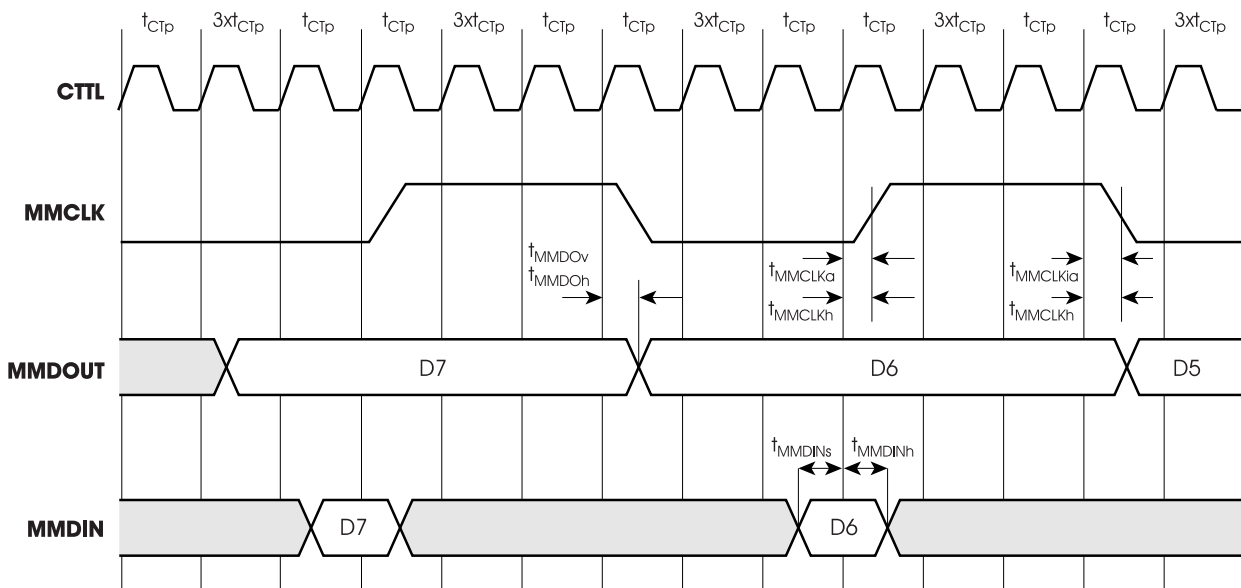 tCTp 3xtCTp tCTp tCTp 3xtCTp tCTp tCTp 3xtCTp tCTp tCTp 3xtCTp tCTp tCTp 3xtCTp
CTTL
MMCLK
tMMDOv
tMMDOh
tMMCLKa
tMMCLKh
tMMCLKia
tMMCLKh
MMDOUT D7 D6 D5
tMMDINs tMMDINh
MMDIN D7 D6